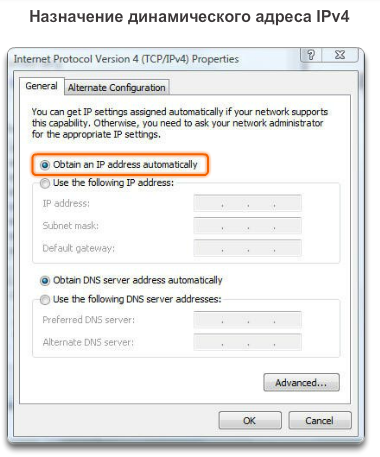 Назначение динамического адреса IPv4
Internet Protocol Version 4 (TCP/IPv4) Properties
General Alternate Configuration
You can get IP settings assigned automatically if your network supports
this capability. Otherwise, you need to ask your network administrator
for the appropriate IP settings.
Obtain an IP address automatically
Use the following IP address:
IP address:
Subnet mask:
Default gateway:
Obtain DNS server address automatically
Use the following DNS server addresses:
Preferred DNS server:
Alternate DNS server:
Advanced...
OK Cancel